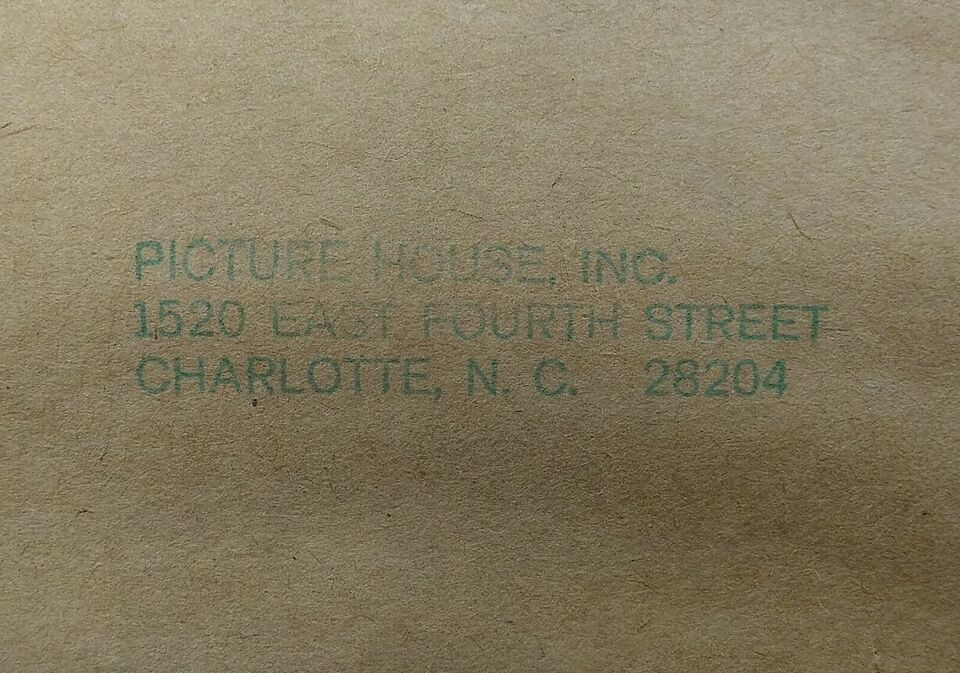 PICTURE HOUSE, INC.
1520 EAST FOURTH STREET
CHARLOTTE, N. C. 28204